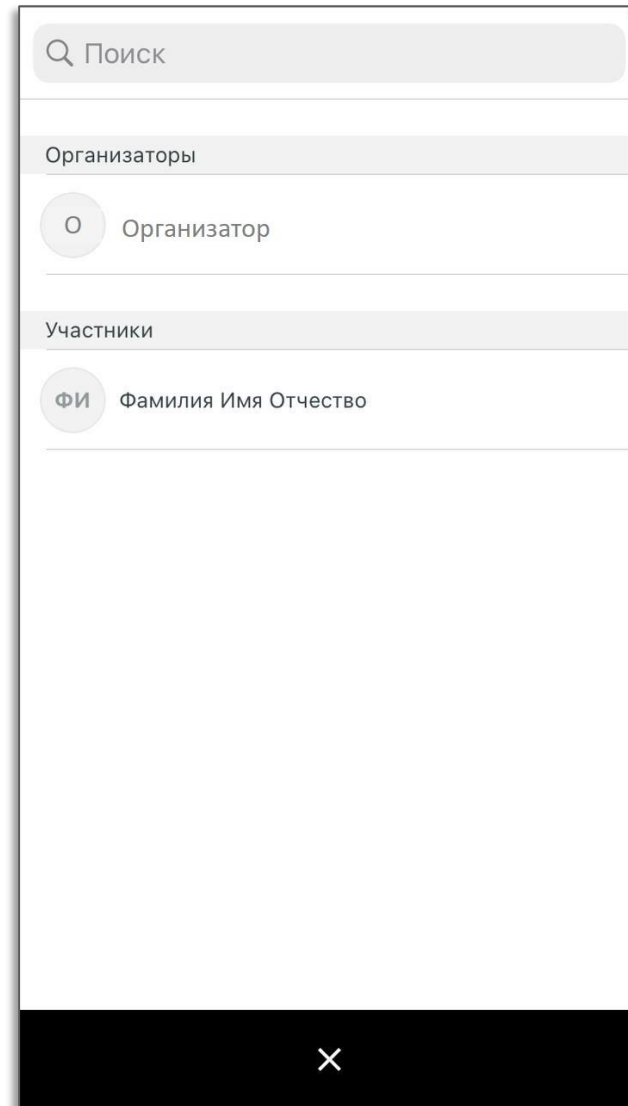 Поиск
Организаторы
О
Организатор
Участники
ФИ
Фамилия Имя Отчество